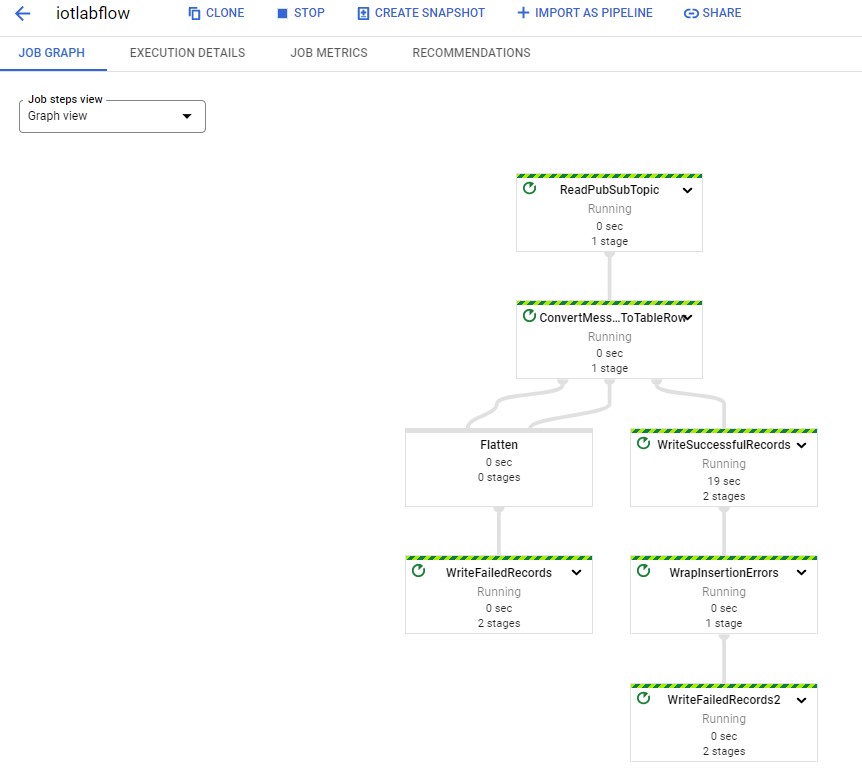 iotlabflow CLONE STOP CREATE SNAPSHOT IMPORT AS PIPELINE SHARE
JOB GRAPH EXECUTION DETAILS JOB METRICS RECOMMENDATIONS
Job steps view
Graph view
ReadPubSubTopic
Running
0 sec
1 stage
ConvertMess...ToTableRow
Running
0 sec
1 stage
Flatten
0 sec
0 stages
WriteSuccessfulRecords
Running
19 sec
2 stages
WriteFailedRecords
Running
0 sec
2 stages
WrapInsertionErrors
Running
0 sec
1 stage
WriteFailedRecords2
Running
0 sec
2 stages